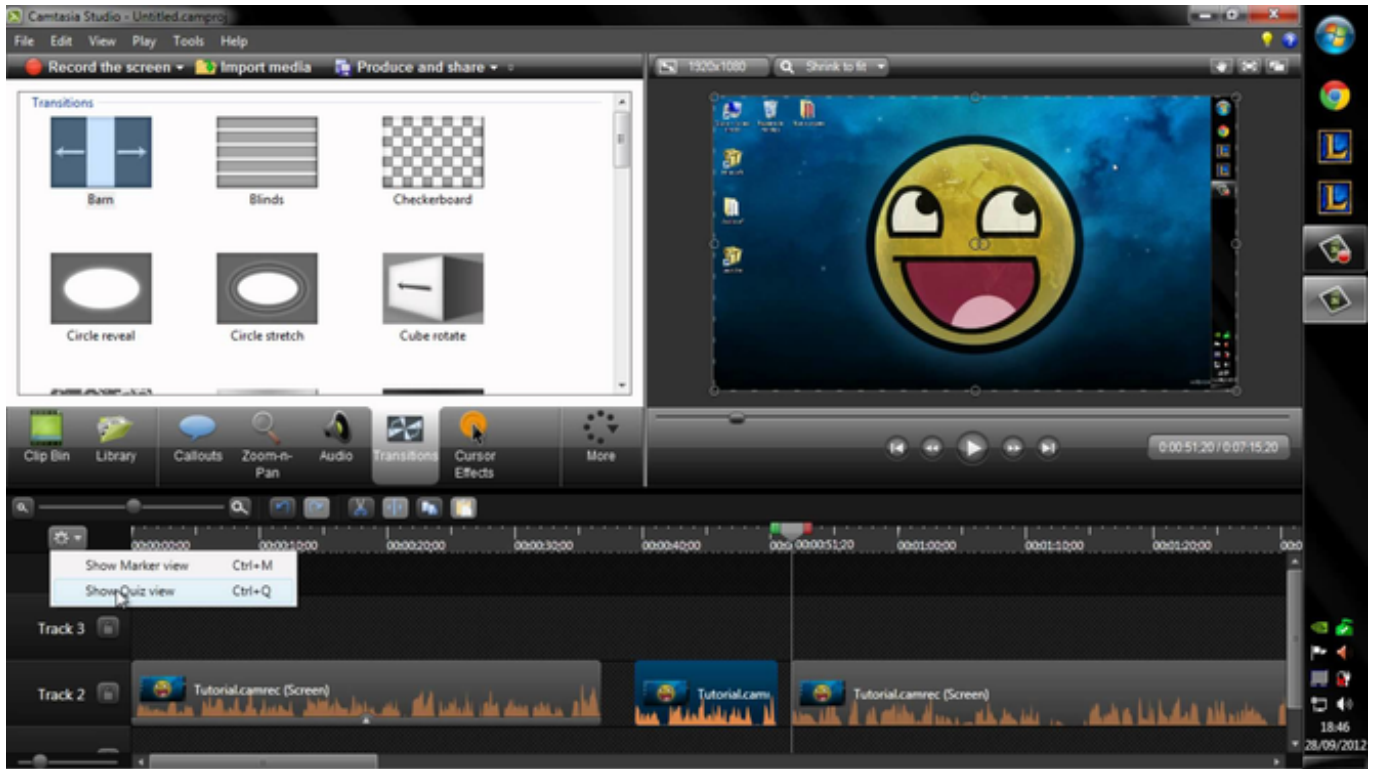 Camtasia Studio - Untitled.camproj
File Edit View Play Tools Help
Record the screen Import media Produce and share
1920x1080 Shrink to fit
Transitions
Barn Blinds Checkerboard
Circle reveal Circle stretch Cube rotate
Clip Bin Library Callouts Zoom-n-Pan Audio Transitions Cursor Effects More
0:00:51;20 / 0:07:15;20
00:00:00;00 00:00:10;00 00:00:20;00 00:00:30;00 00:00:40;00 00:00:51;20 00:01:00;00 00:01:10;00 00:01:20;00
Show Marker view Ctrl+M
Show Quiz view Ctrl+Q
Track 3
Track 2 Tutorial.camrec (Screen) Tutorial.cam Tutorial.camrec (Screen)
18:46
28/09/2012